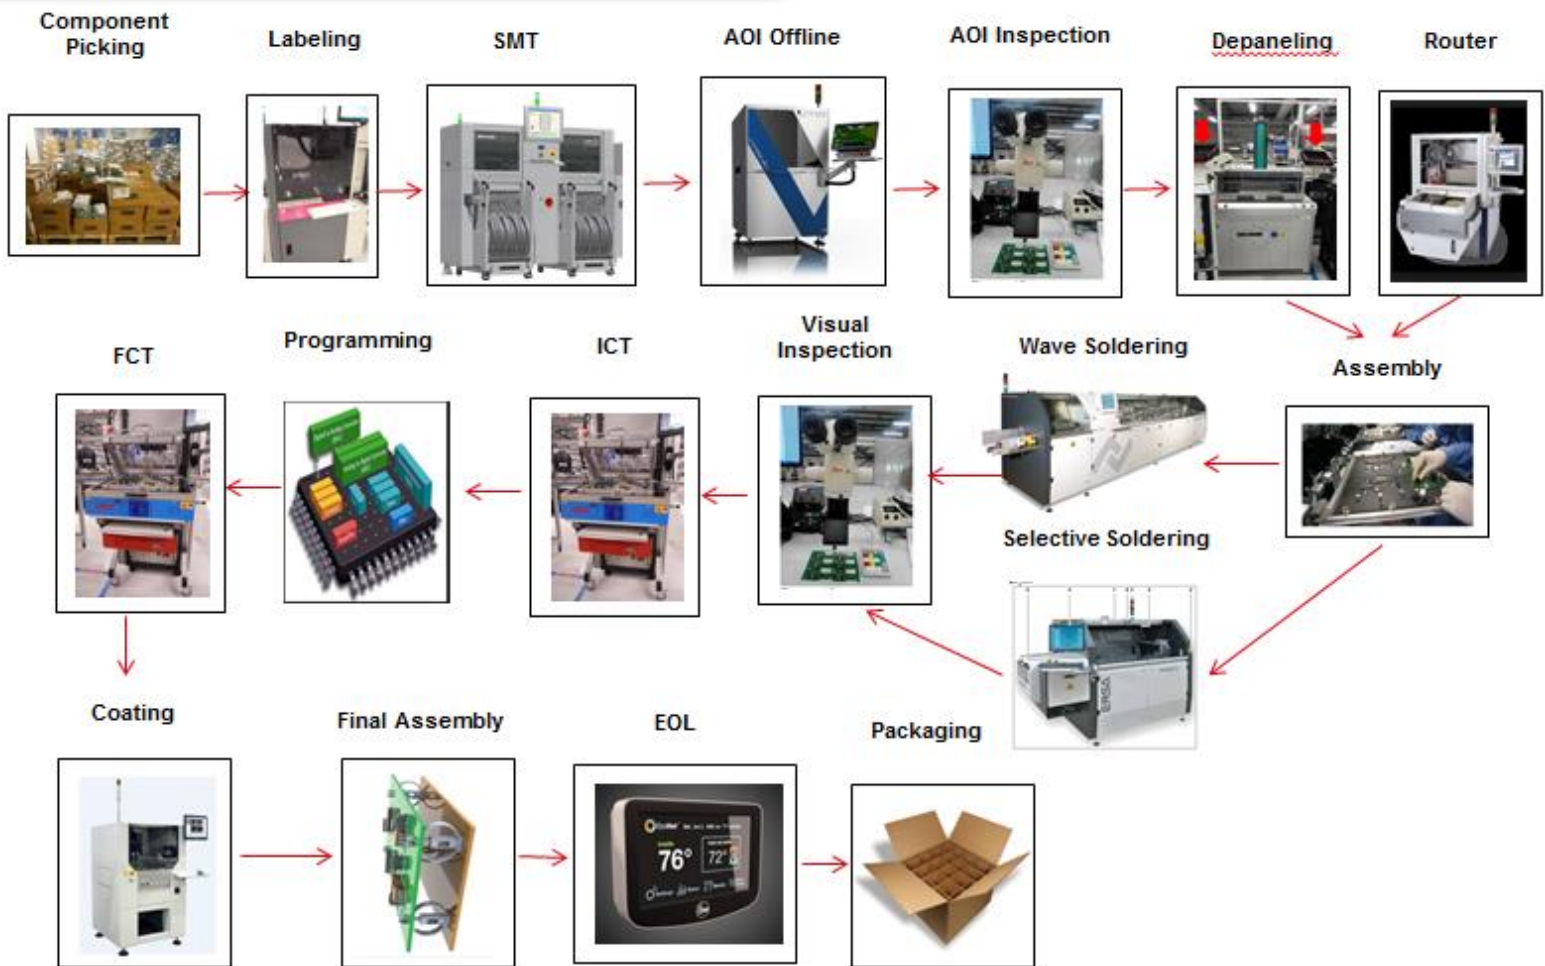 Component
Picking
Labeling
SMT
AOI Offline
AOI Inspection
Depaneling
Router
FCT
Programming
ICT
Visual
Inspection
Wave Soldering
Assembly
Selective Soldering
ERSA
Coating
Final Assembly
EOL
76°
72°
Packaging